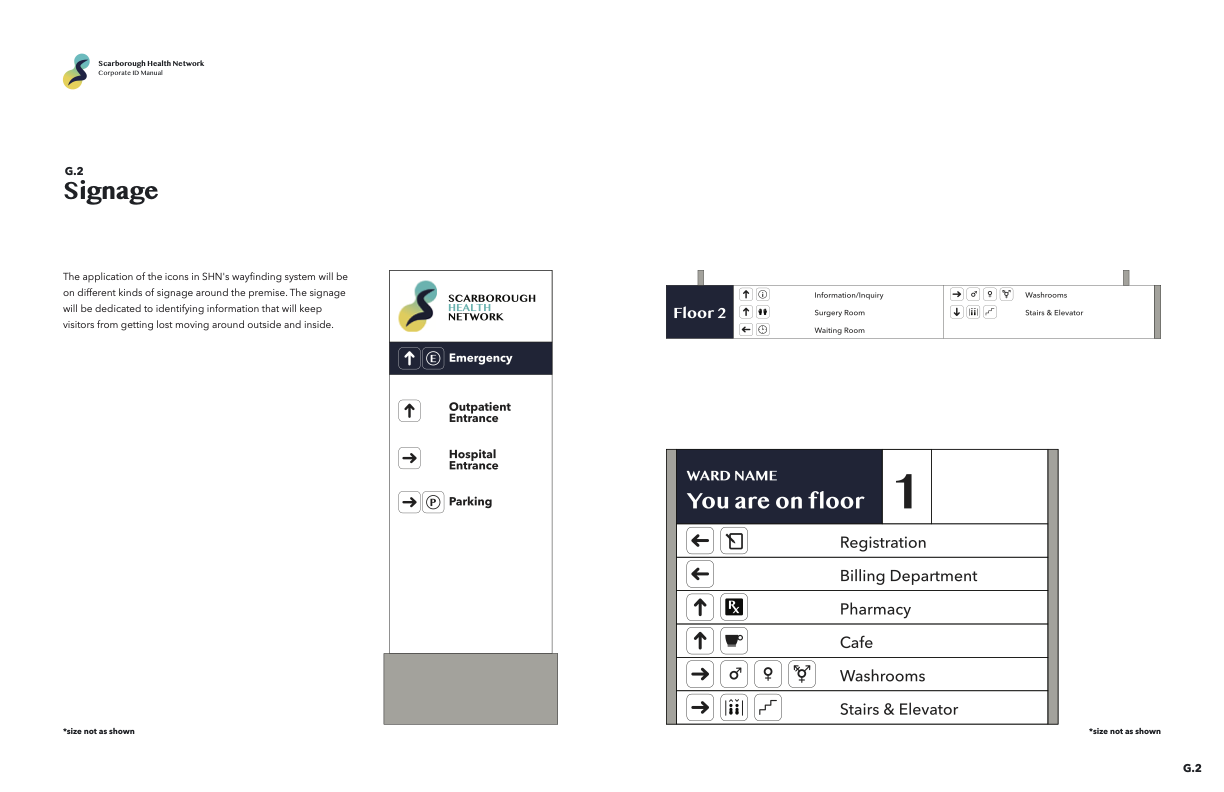 Scarborough Health Network
Corporate ID Manual
G.2
Signage
The application of the icons in SHN's wayfinding system will be
on different kinds of signage around the premise. The signage
will be dedicated to identifying information that will keep
visitors from getting lost moving around outside and inside.
SCARBOROUGH
HEALTH
NETWORK
E Emergency
Outpatient
Entrance
Hospital
Entrance
P Parking
*size not as shown
Floor 2
Information/Inquiry
Surgery Room
Waiting Room
Washrooms
Stairs & Elevator
WARD NAME
You are on floor
1
Registration
Billing Department
Rx Pharmacy
Cafe
Washrooms
Stairs & Elevator
*size not as shown
G.2